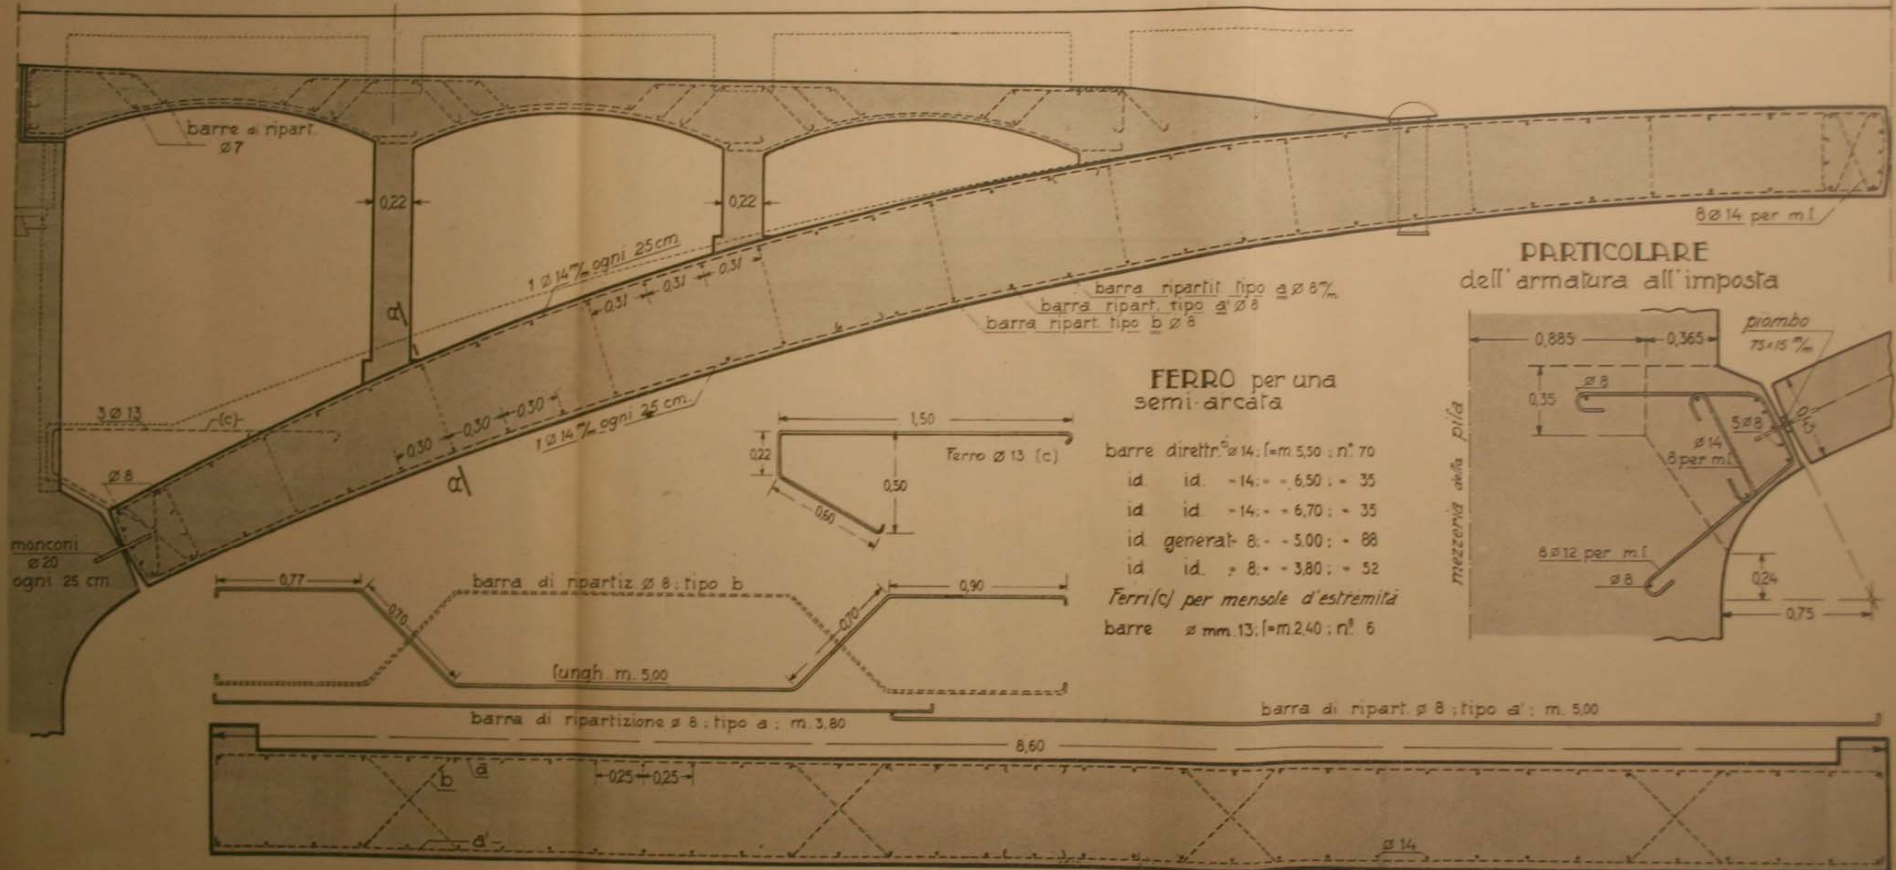 barre di ripart.
Ø7
0,22
0,22
1 Ø 14 m/m ogni 25 cm.
0,31
0,31
0,31
8 Ø 14 per m.l.
α
barra ripartit. tipo a Ø 8 m/m
barra ripart. tipo a' Ø 8
barra ripart. tipo b Ø 8
3 Ø 13
(c)
0,30
0,30
0,30
1 Ø 14 m/m ogni 25 cm.
α
Ø 8
monconi
Ø 20
ogni 25 cm.
1,50
0,22
Ferro Ø 13 (c)
0,50
0,60
FERRO per una
semi-arcata
barre direttr. Ø 14; l=m. 5,50 ; n° 70
id. id. - 14: - - 6,50 ; - 35
id. id. - 14: - - 6,70 ; - 35
id. generat. 8: - - 5.00 ; - 88
id. id. - 8: - - 3,80 ; - 52
Ferri (c) per mensole d'estremità
barre Ø mm. 13; l=m. 2,40 ; n° 6
PARTICOLARE
dell'armatura all'imposta
0,885
0,365
piombo
75×15 m/m
Ø 8
0,35
5 Ø 8
Ø 14
8 per m.l.
mezzeria della pila
8 Ø 12 per m.l.
Ø 8
0,24
0,75
0,77
barra di ripartiz. Ø 8 ; tipo b
0,90
0,70
0,70
lungh. m. 5,00
barra di ripartizione Ø 8 ; tipo a ; m. 3,80
barra di ripart. Ø 8 ; tipo a' ; m. 5,00
8,60
a
b
0,25
0,25
a'
Ø 14